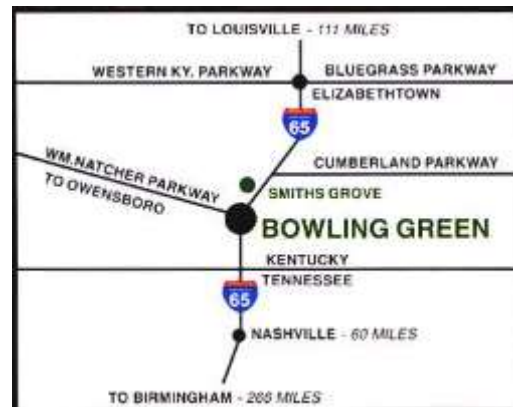 TO LOUISVILLE - 111 MILES
WESTERN KY. PARKWAY
BLUEGRASS PARKWAY
ELIZABETHTOWN
65
WM.NATCHER PARKWAY
TO OWENSBORO
CUMBERLAND PARKWAY
SMITHS GROVE
BOWLING GREEN
KENTUCKY
TENNESSEE
65
NASHVILLE - 60 MILES
TO BIRMINGHAM - 266 MILES